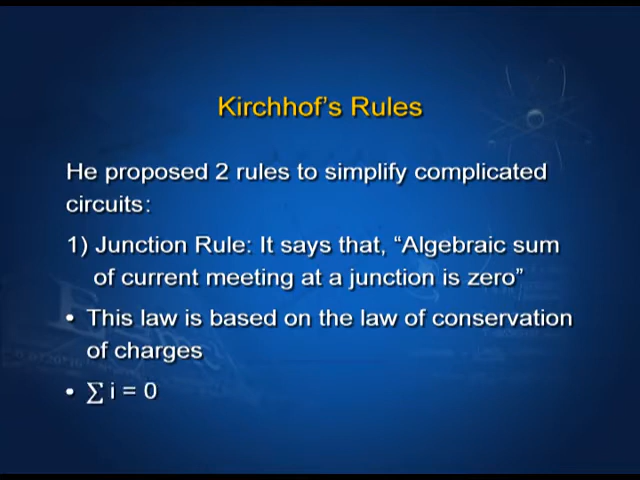 Kirchhof's Rules
He proposed 2 rules to simplify complicated
circuits:
1) Junction Rule: It says that, “Algebraic sum
of current meeting at a junction is zero”
• This law is based on the law of conservation
of charges
• ∑ i = 0